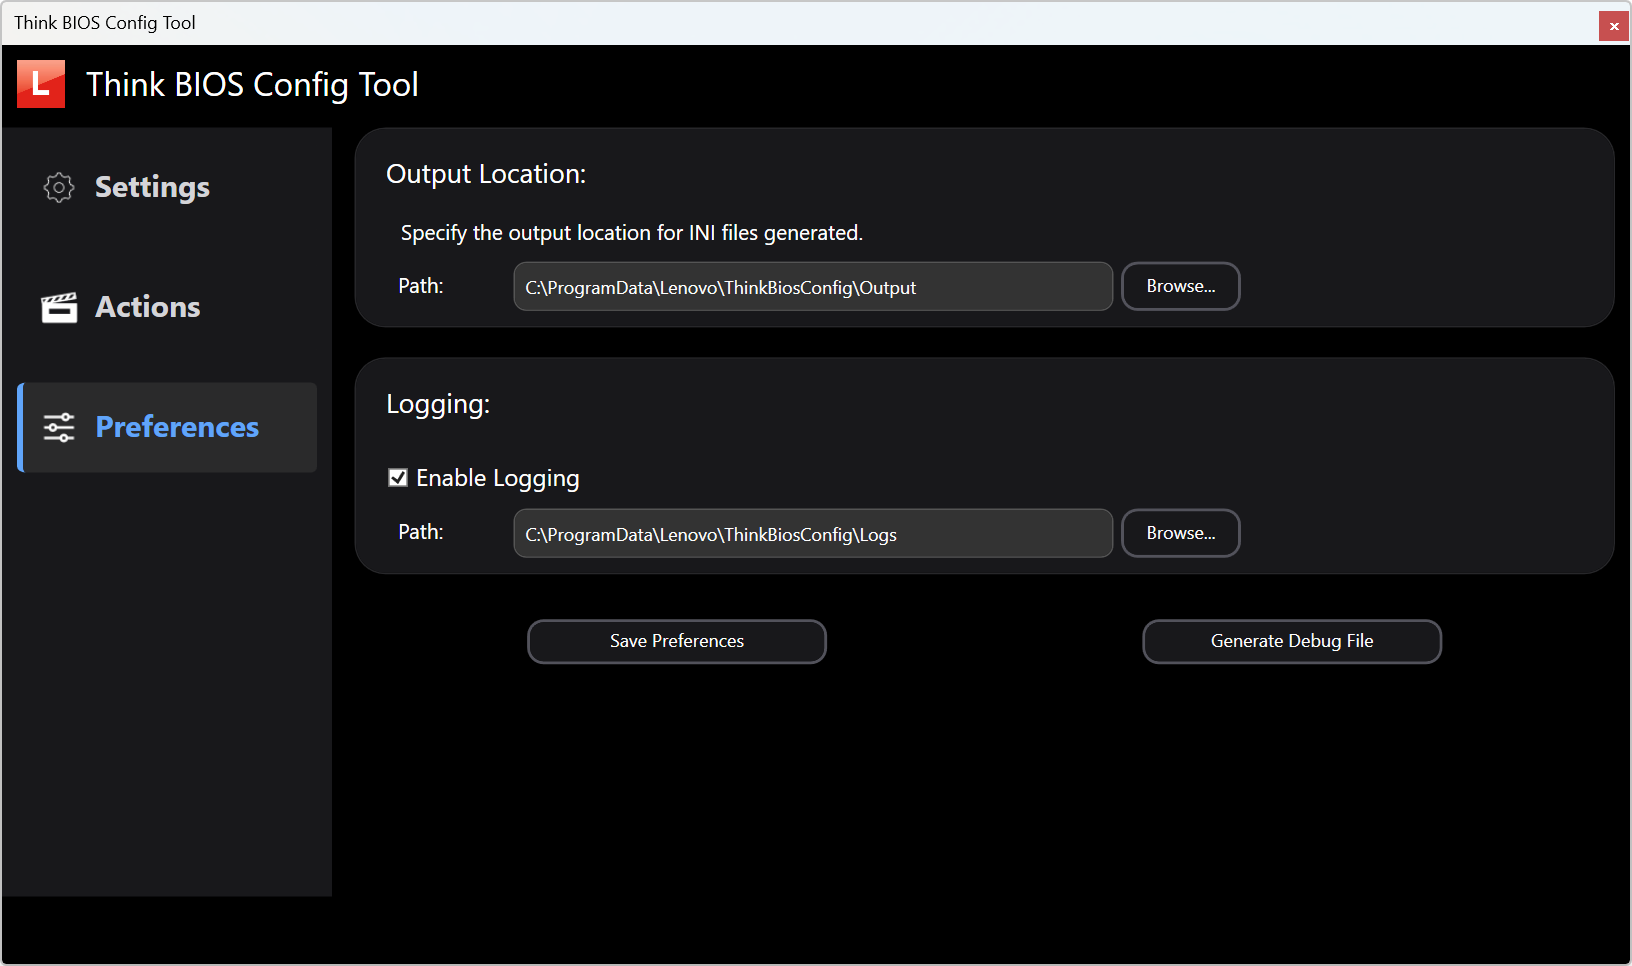 Think BIOS Config Tool
x
L Think BIOS Config Tool
Settings
Actions
Preferences
Output Location:
Specify the output location for INI files generated.
Path: C:\ProgramData\Lenovo\ThinkBiosConfig\Output Browse...
Logging:
Enable Logging
Path: C:\ProgramData\Lenovo\ThinkBiosConfig\Logs Browse...
Save Preferences Generate Debug File